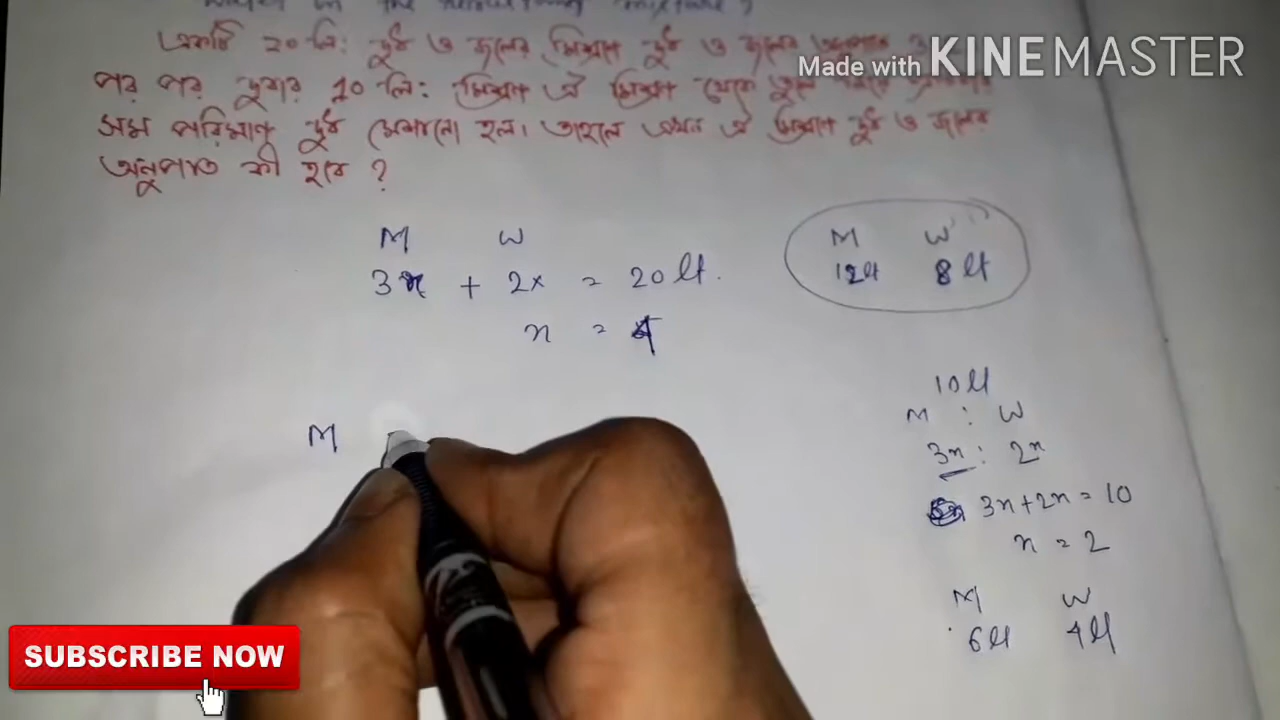 একটি 20 লি: দুধ ও জলের মিশ্রণে দুধ ও জলের অনুপাত
Made with KINEMASTER
পর পর দুবার 10 লি: মিশ্রণ ঐ মিশ্রণ থেকে তুলে
সম পরিমাণ দুধ মেশানো হল। তাহলে এখন ঐ মিশ্রণে দুধ ও জলের
অনুপাত কী হবে ?
M W
3x + 2x = 20 lt.
x = 4
M W
12lt 8 lt
10 lt
M : W
3x : 2x
3x+2x = 10
x = 2
M W
6 lt 4 lt
M
SUBSCRIBE NOW